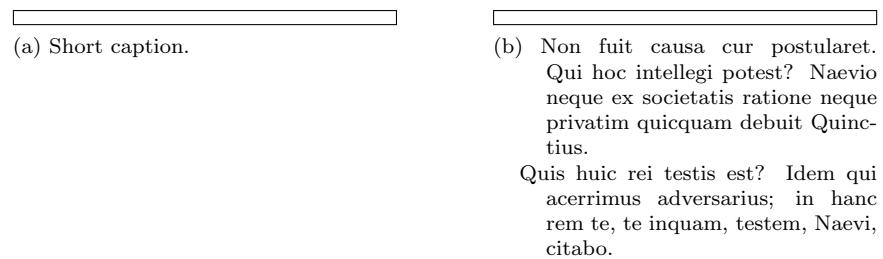 (a) Short caption.
(b) Non fuit causa cur postularet.
Qui hoc intellegi potest? Naevio
neque ex societatis ratione neque
privatim quicquam debuit Quinc-
tius.
Quis huic rei testis est? Idem qui
acerrimus adversarius; in hanc
rem te, te inquam, testem, Naevi,
citabo.